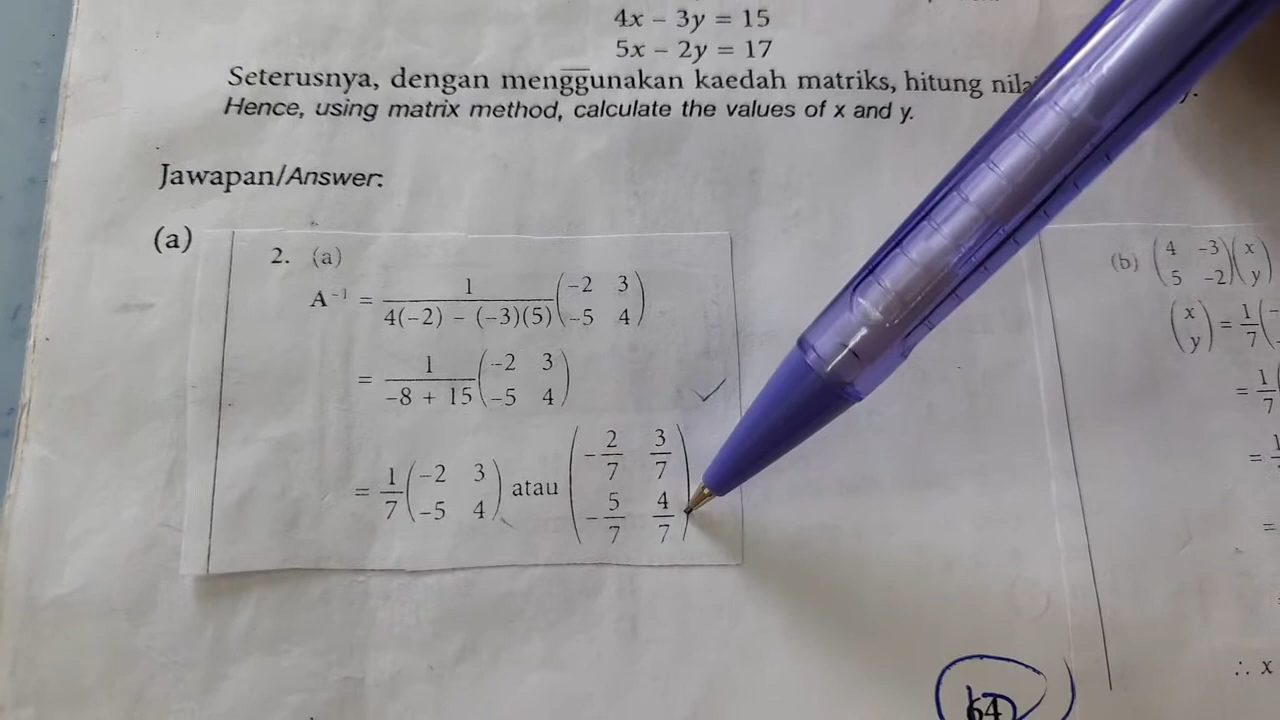 4x − 3y = 15
5x − 2y = 17
Seterusnya, dengan menggunakan kaedah matriks, hitung
Hence, using matrix method, calculate the values of x and y.
Jawapan/Answer:
(a)
2. (a)
A⁻¹ = 1/(4(−2) − (−3)(5)) (−2 3; −5 4)
= 1/(−8 + 15) (−2 3; −5 4)
= 1/7 (−2 3; −5 4) atau (−2/7 3/7; −5/7 4/7)
(b) (4 −3; 5 −2)(x; y)
(x; y) = 1/7 (
= 1/7
=
=
∴ x
64